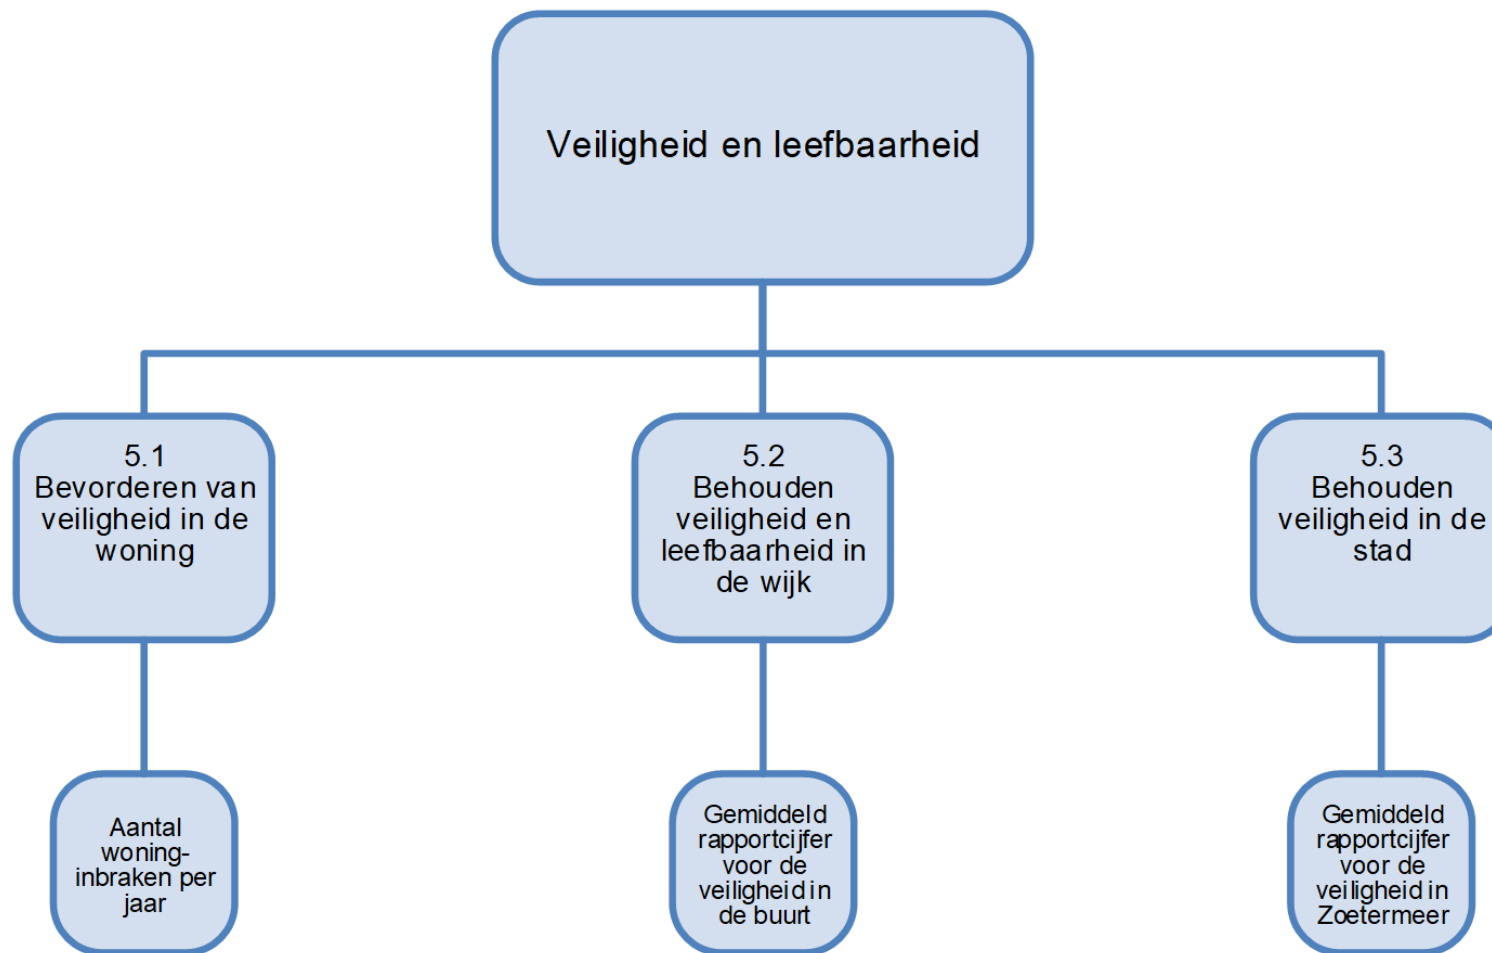 Veiligheid en leefbaarheid
5.1
Bevorderen van
veiligheid in de
woning
5.2
Behouden
veiligheid en
leefbaarheid in
de wijk
5.3
Behouden
veiligheid in de
stad
Aantal
woning-
inbraken per
jaar
Gemiddeld
rapportcijfer
voor de
veiligheid in
de buurt
Gemiddeld
rapportcijfer
voor de
veiligheid in
Zoetermeer